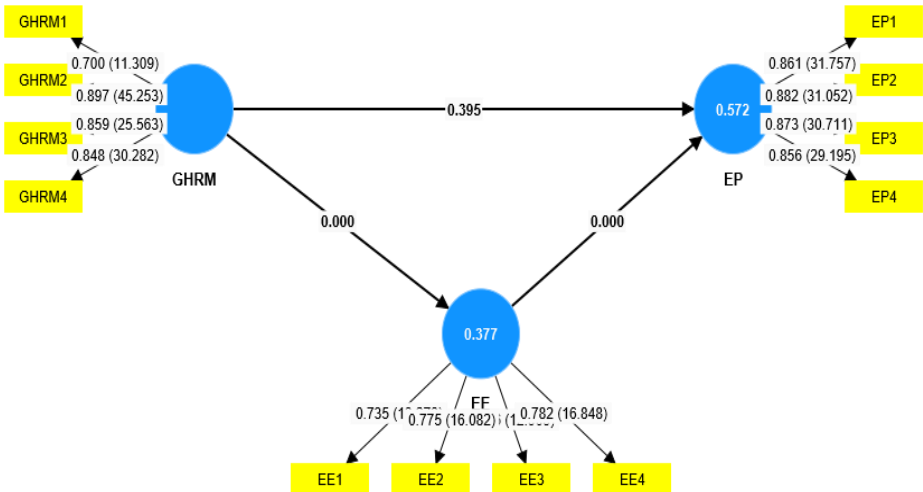 GHRM1
GHRM2
GHRM3
GHRM4
0.700 (11.309)
0.897 (45.253)
0.859 (25.563)
0.848 (30.282)
GHRM
0.395
0.000
0.000
EP1
EP2
EP3
EP4
0.861 (31.757)
0.882 (31.052)
0.873 (30.711)
0.856 (29.195)
0.572
EP
0.377
EE
0.735
0.775 (16.082)
0.782 (16.848)
EE1
EE2
EE3
EE4